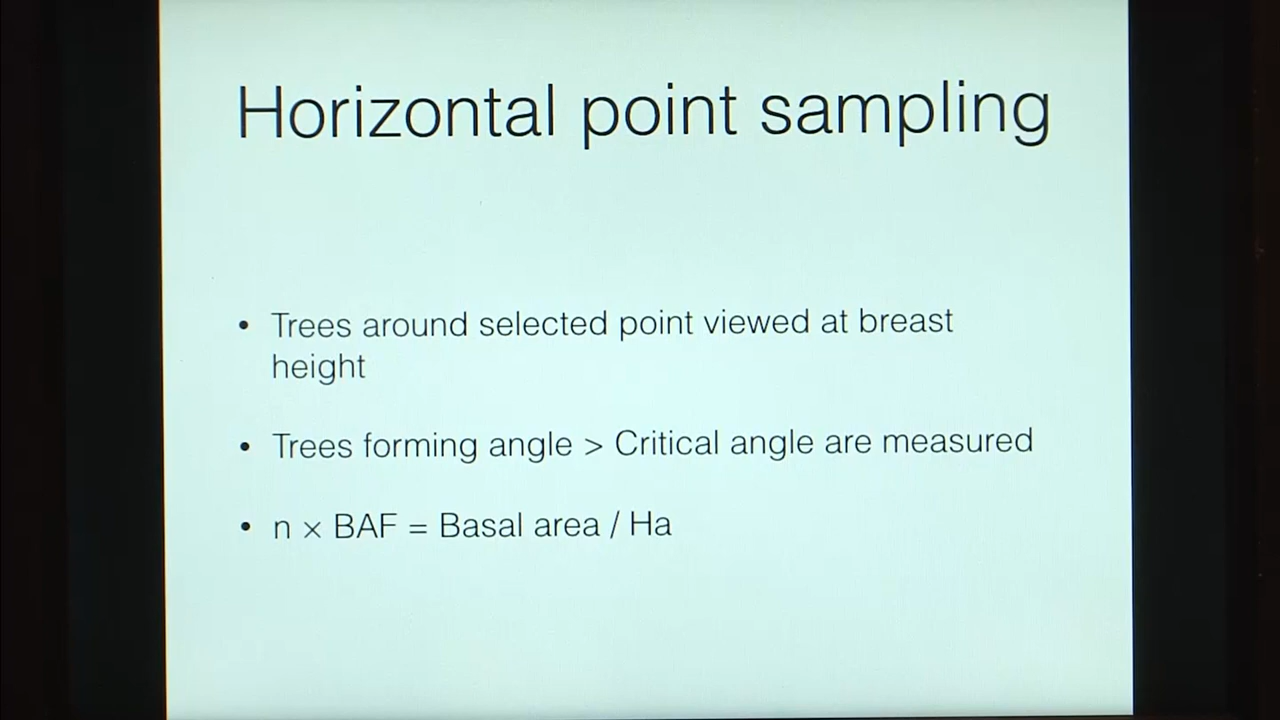 Horizontal point sampling
• Trees around selected point viewed at breast
height
• Trees forming angle > Critical angle are measured
• n × BAF = Basal area / Ha